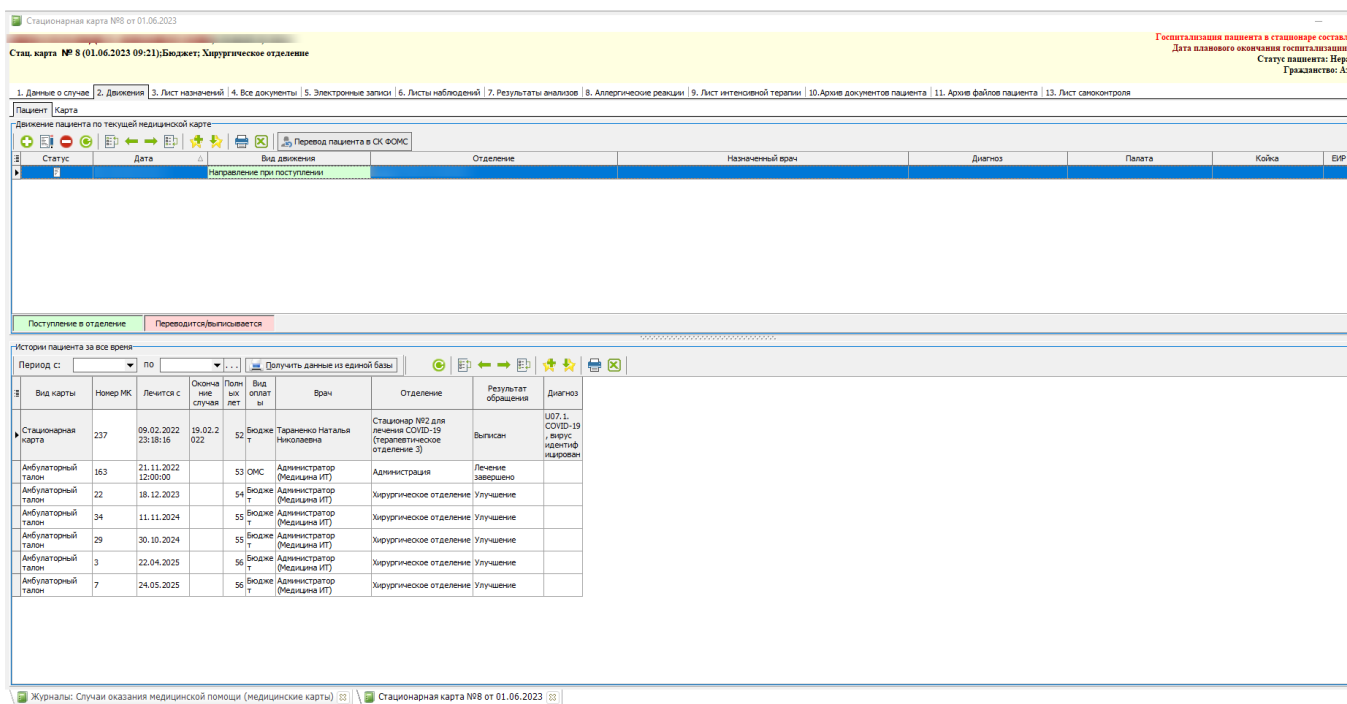 Стационарная карта №8 от 01.06.2023
Стац. карта № 8 (01.06.2023 09:21);Бюджет; Хирургическое отделение
Госпитализация пациента в стационаре составл
Дата планового окончания госпитализации
Статус пациента: Нера
Гражданство: А
1. Данные о случае 2. Движения 3. Лист назначений 4. Все документы 5. Электронные записи 6. Листы наблюдений 7. Результаты анализов 8. Аллергические реакции 9. Лист интенсивной терапии 10.Архив документов пациента 11. Архив файлов пациента 13. Лист самоконтроля
Пациент Карта
Движение пациента по текущей медицинской карте
Перевод пациента в СК ФОМС
Статус Дата Вид движения Отделение Назначенный врач Диагноз Палата Койка ЕИР
Направление при поступлении
Поступление в отделение Переводится/выписывается
Истории пациента за все время
Период с: по ... Получить данные из единой базы
Вид карты Номер МК Лечится с Оконча Полн Вид Врач Отделение Результат Диагноз
ние ых оплат обращения
случая лет ы
Стационарная карта 237 09.02.2022 23:18:16 19.02.2022 52 Бюджет Тараненко Наталья Николаевна Стационар №2 для лечения COVID-19 (терапевтическое отделение 3) Выписан U07.1. COVID-19, вирус идентифицирован
Амбулаторный талон 163 21.11.2022 12:00:00 53 ОМС Администратор (Медицина ИТ) Администрация Лечение завершено
Амбулаторный талон 22 18.12.2023 54 Бюджет Администратор (Медицина ИТ) Хирургическое отделение Улучшение
Амбулаторный талон 34 11.11.2024 55 Бюджет Администратор (Медицина ИТ) Хирургическое отделение Улучшение
Амбулаторный талон 29 30.10.2024 55 Бюджет Администратор (Медицина ИТ) Хирургическое отделение Улучшение
Амбулаторный талон 3 22.04.2025 56 Бюджет Администратор (Медицина ИТ) Хирургическое отделение Улучшение
Амбулаторный талон 7 24.05.2025 56 Бюджет Администратор (Медицина ИТ) Хирургическое отделение Улучшение
Журналы: Случаи оказания медицинской помощи (медицинские карты) Стационарная карта №8 от 01.06.2023